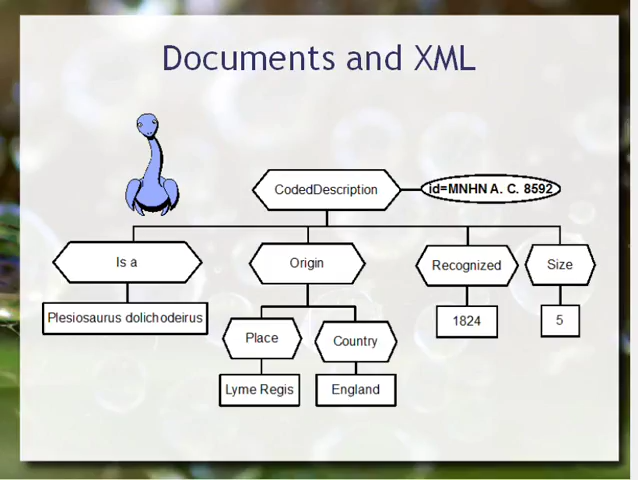 Documents and XML
CodedDescription
id=MNHN A. C. 8592
Is a
Origin
Recognized
Size
Plesiosaurus dolichodeirus
Place
Country
1824
5
Lyme Regis
England